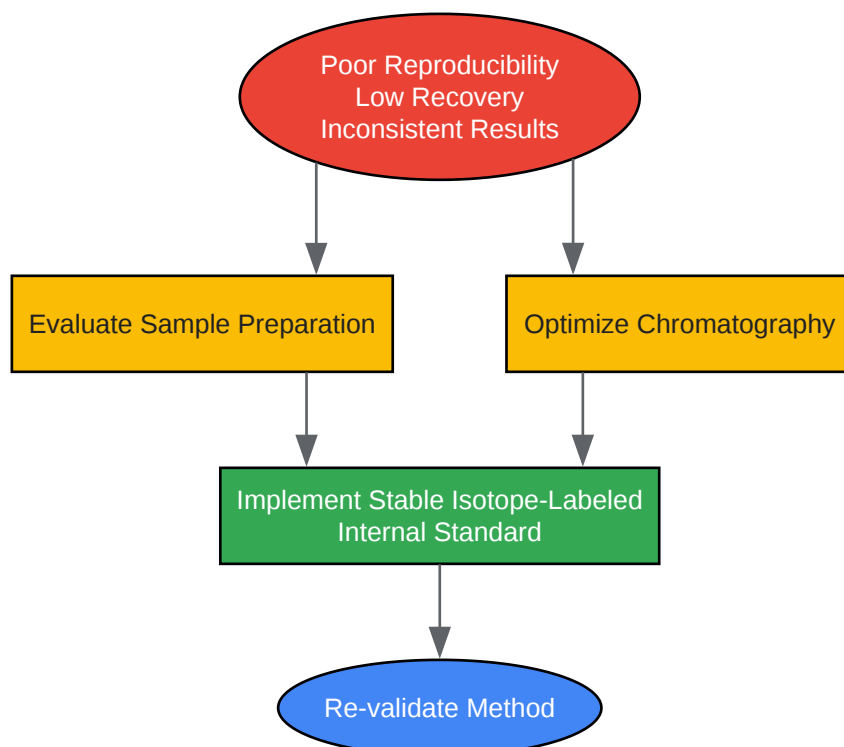 Poor Reproducibility
Low Recovery
Inconsistent Results
Evaluate Sample Preparation
Optimize Chromatography
Implement Stable Isotope-Labeled
Internal Standard
Re-validate Method